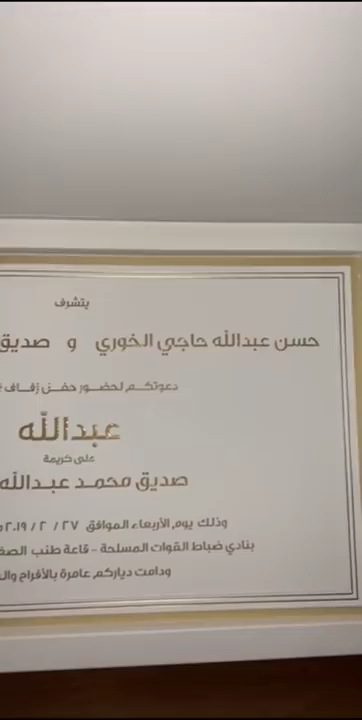 يتشرف
حسن عبدالله حاجي الخوري و صديق
دعوتكم لحضور حفل زفاف
عبدالله
على كريمة
صديق محمد عبدالله
وذلك يوم الأربعاء الموافق ٢٧ / ٢ / ٢٠١٩
بنادي ضباط القوات المسلحة - قاعة طنب
ودامت دياركم عامرة بالأفراح